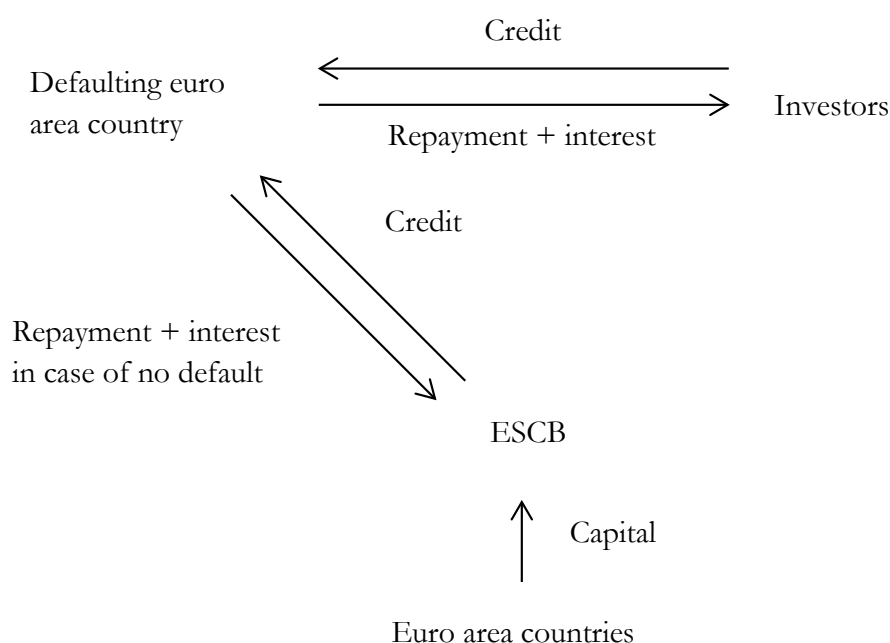 Credit
Defaulting euro
area country
Investors
Repayment + interest
Credit
Repayment + interest
in case of no default
ESCB
Capital
Euro area countries